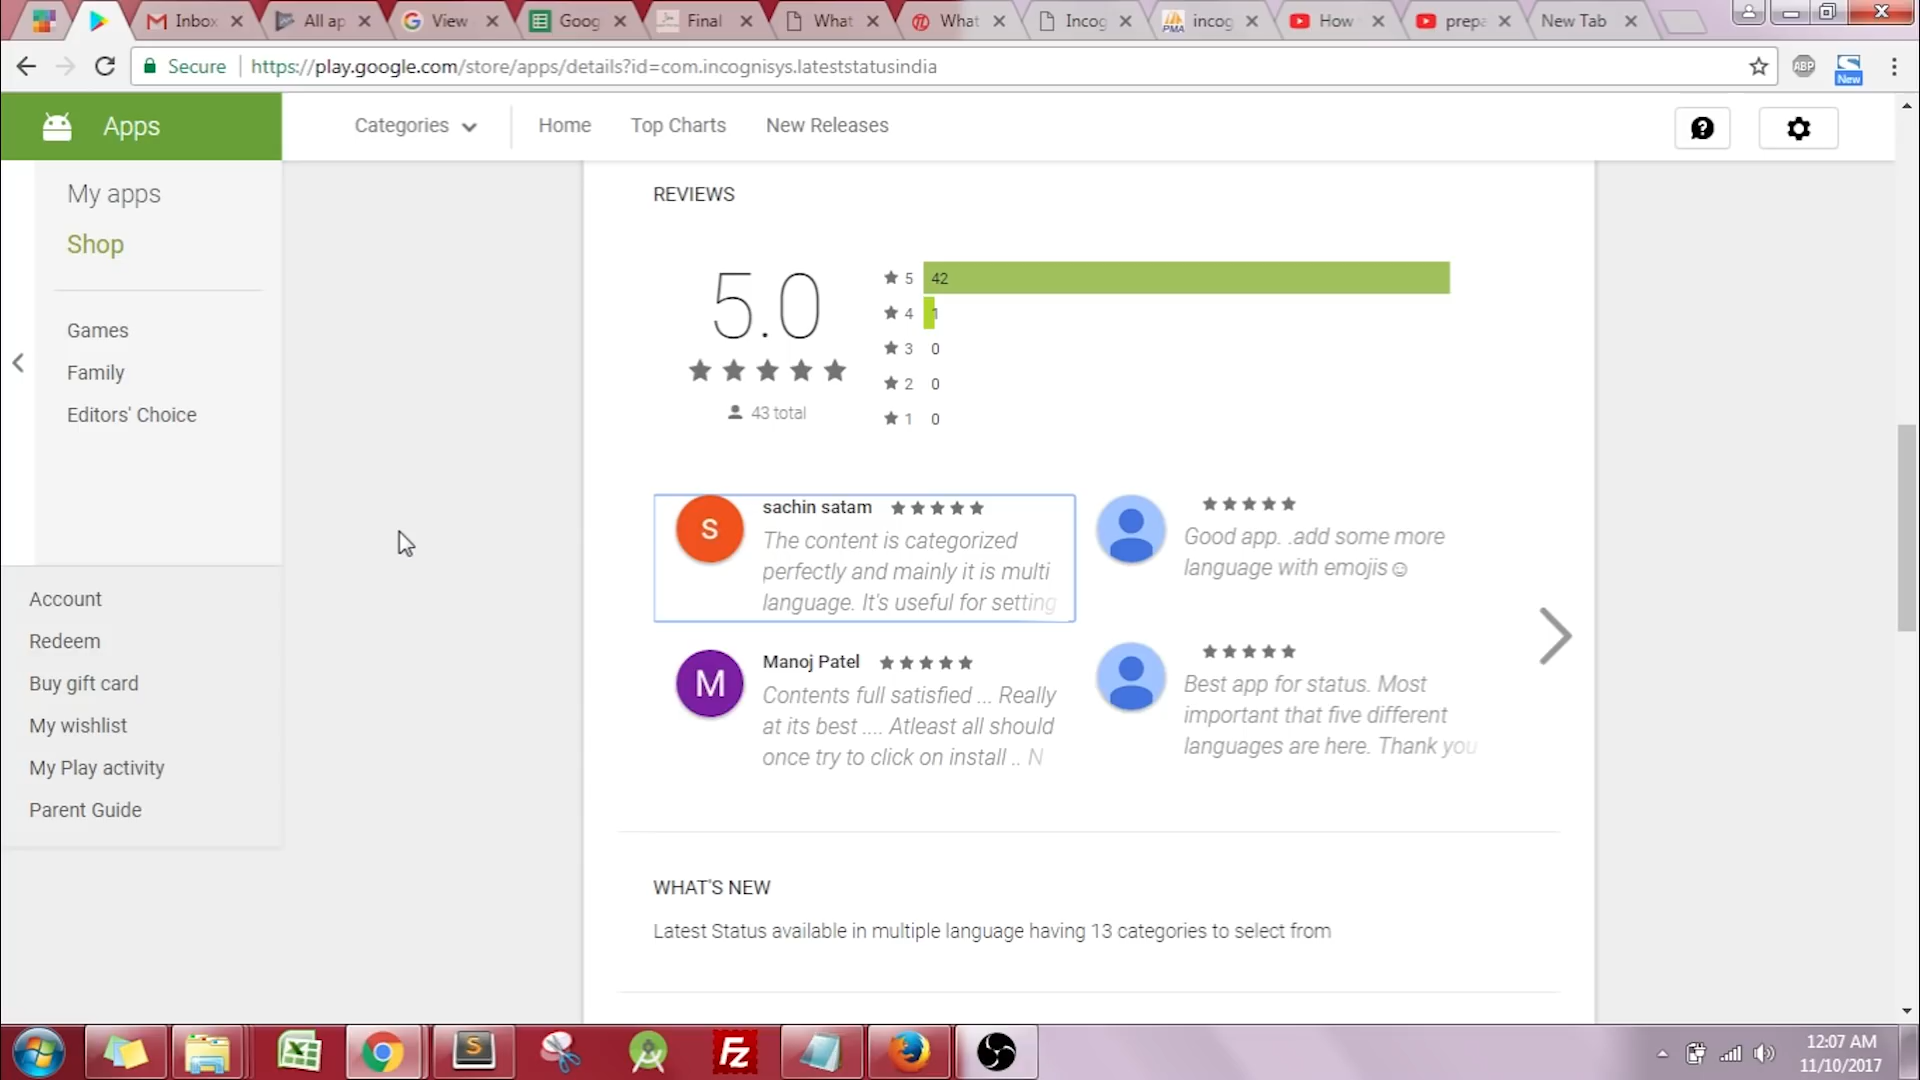 Inbox
All ap
View
Goog
Final
What
What
Incog
incog
How
prepa
New Tab
Secure
https://play.google.com/store/apps/details?id=com.incognisys.lateststatusindia
ABP
New
Apps
Categories
Home
Top Charts
New Releases
My apps
Shop
Games
Family
Editors' Choice
Account
Redeem
Buy gift card
My wishlist
My Play activity
Parent Guide
REVIEWS
5.0
43 total
5 42
4 1
3 0
2 0
1 0
S
sachin satam
The content is categorized
perfectly and mainly it is multi
language. It's useful for setting
Good app. .add some more
language with emojis☺
M
Manoj Patel
Contents full satisfied ... Really
at its best .... Atleast all should
once try to click on install .. N
Best app for status. Most
important that five different
languages are here. Thank you
WHAT'S NEW
Latest Status available in multiple language having 13 categories to select from
12:07 AM
11/10/2017